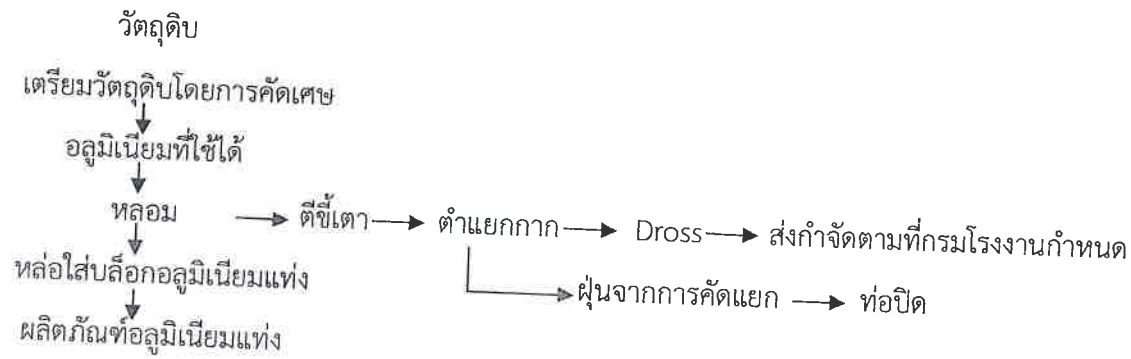 วัตถุดิบ
เตรียมวัตถุดิบโดยการคัดเศษ
อลูมิเนียมที่ใช้ได้
หลอม → ตีขี้เตา → ตำแยกกาก → Dross → ส่งกำจัดตามที่กรมโรงงานกำหนด
หล่อใส่บล็อกอลูมิเนียมแท่ง
ฝุ่นจากการคัดแยก → ท่อปิด
ผลิตภัณฑ์อลูมิเนียมแท่ง